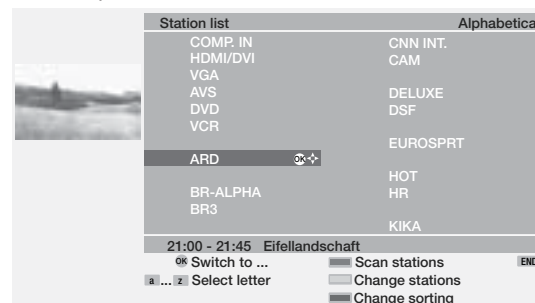 Station list Alphabetica
COMP. IN
HDMI/DVI
VGA
AVS
DVD
VCR
ARD OK
BR-ALPHA
BR3
CNN INT.
CAM
DELUXE
DSF
EUROSPRT
HOT
HR
KIKA
21:00 - 21:45 Eifellandschaft
OK Switch to ... Scan stations END
a ... z Select letter Change stations
Change sorting